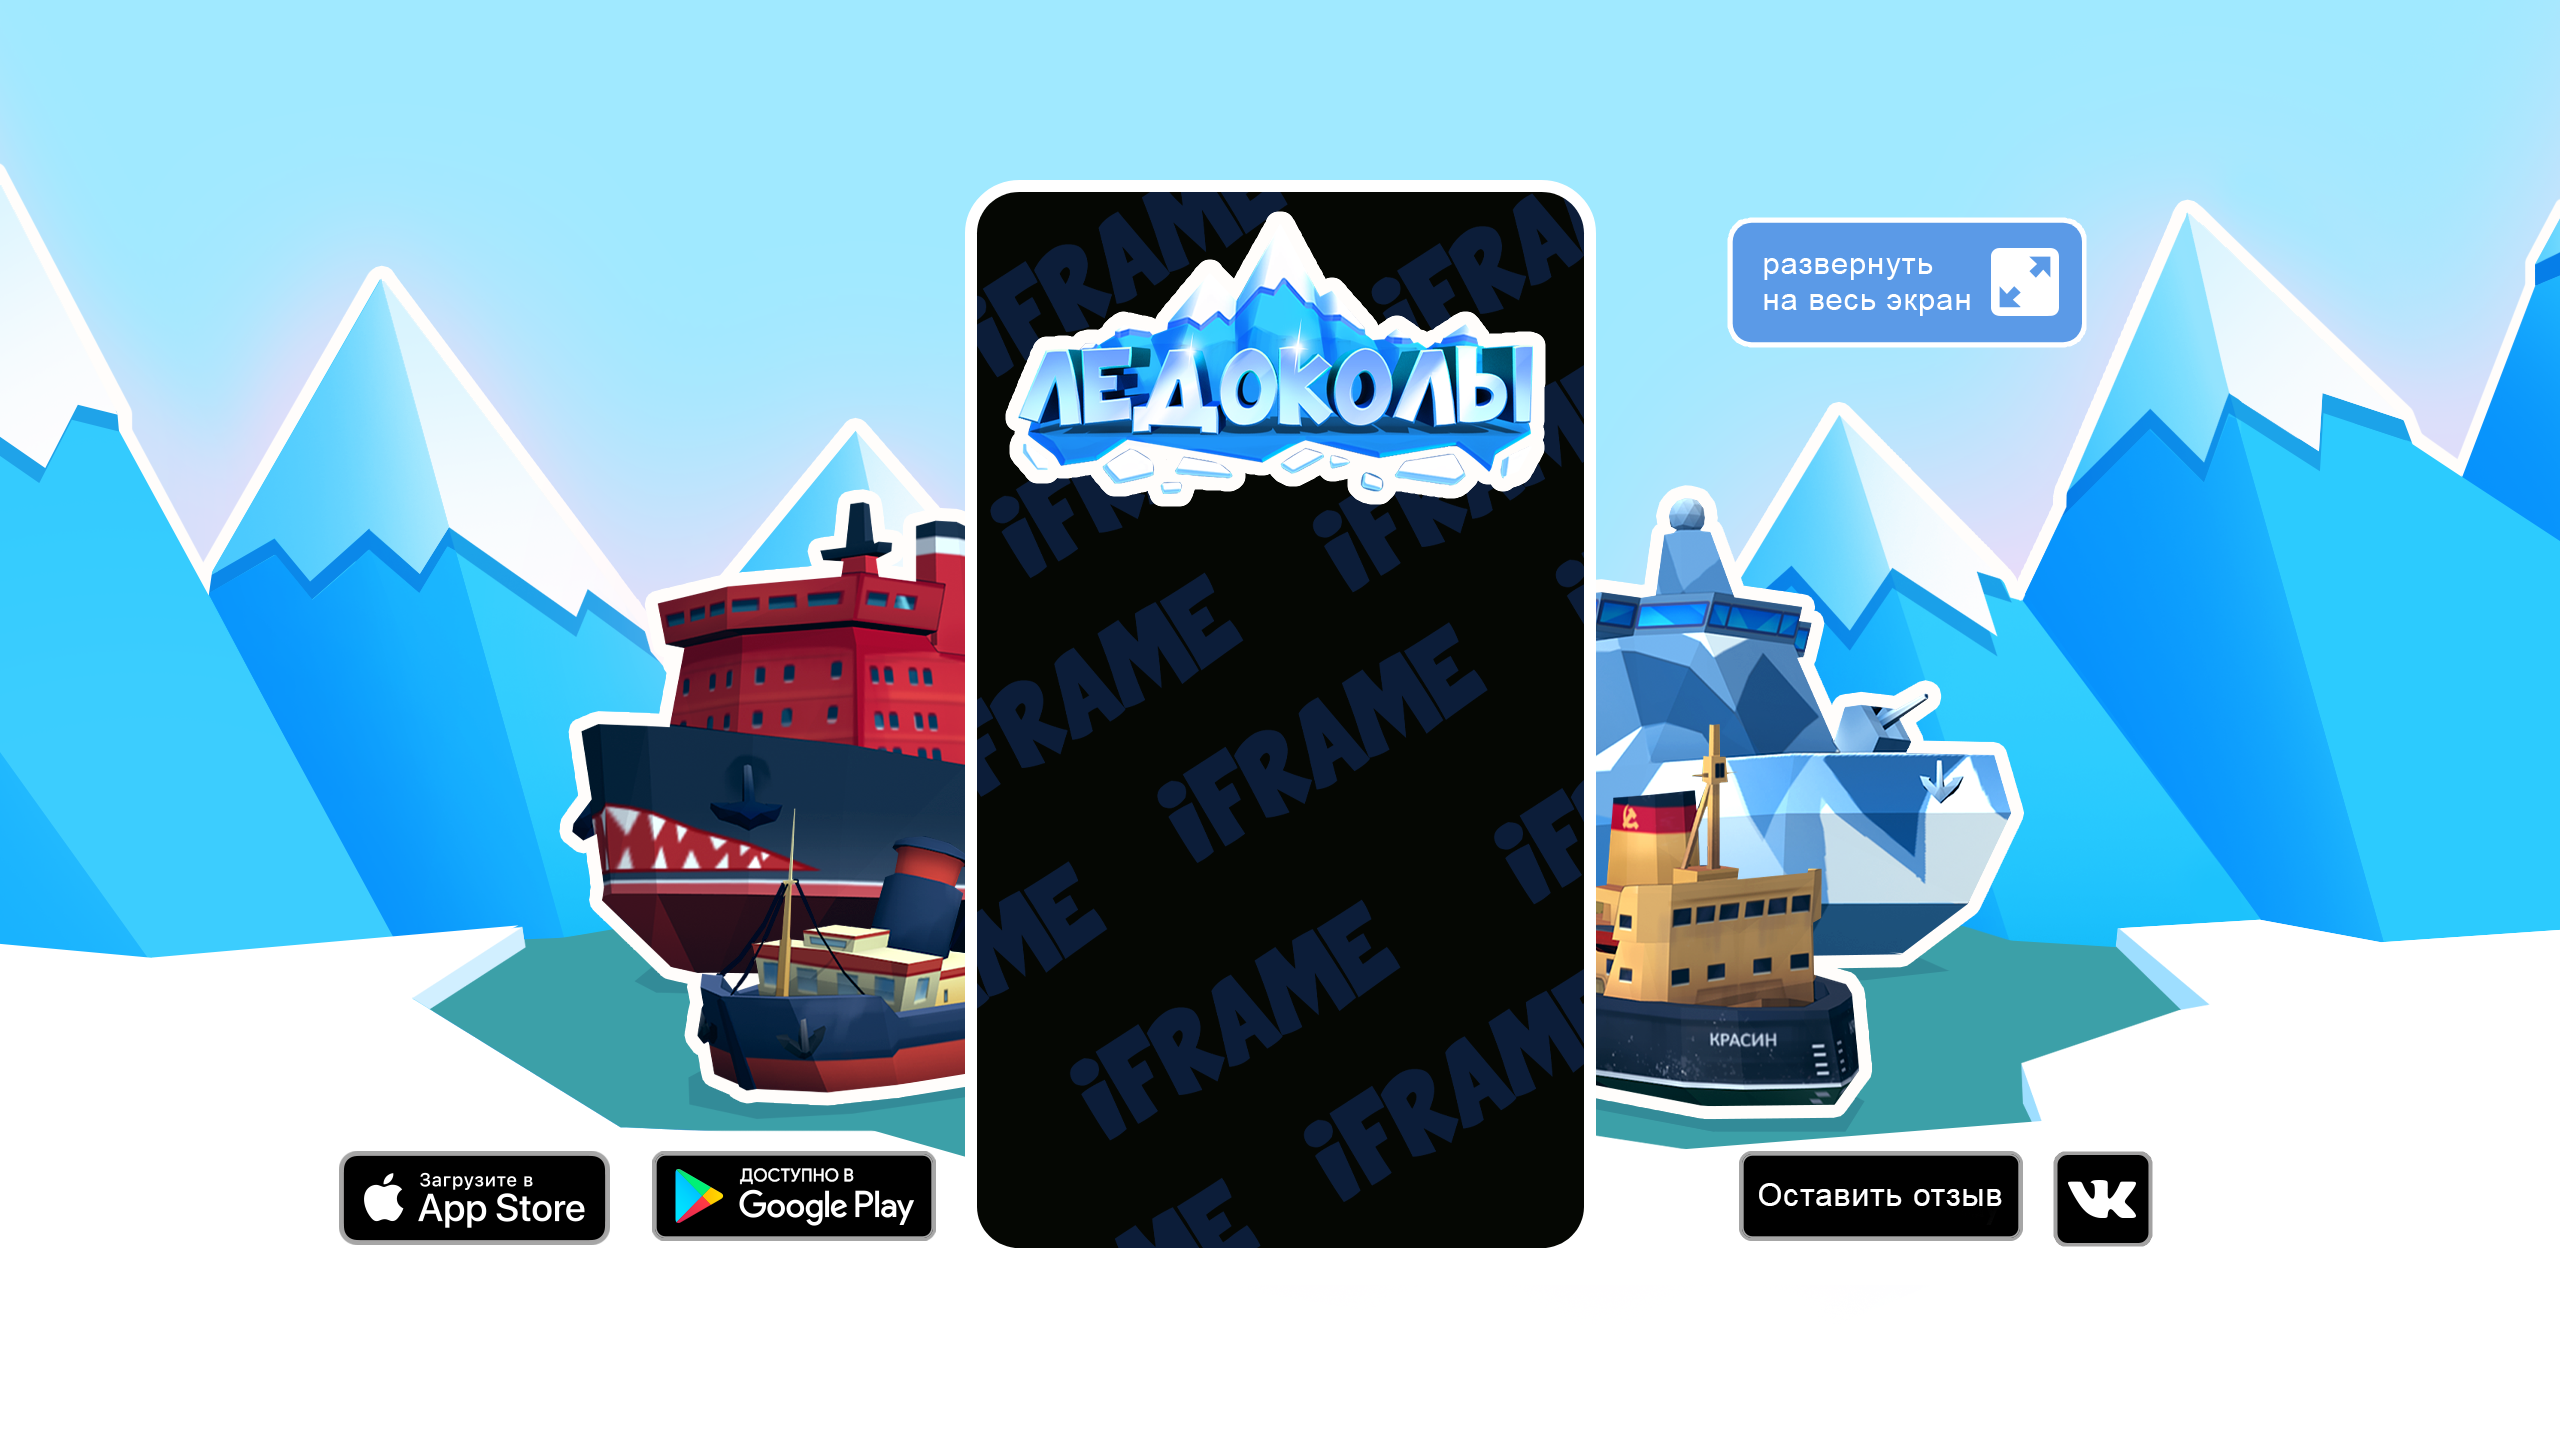 iFRAME
iFRAME
ЛЕДОКОЛЫ
развернуть
на весь экран
iFRAME
iFRAME
iFRAME
iFRAME
iFRAME
КРАСИН
Загрузите в
App Store
ДОСТУПНО В
Google Play
Оставить отзыв